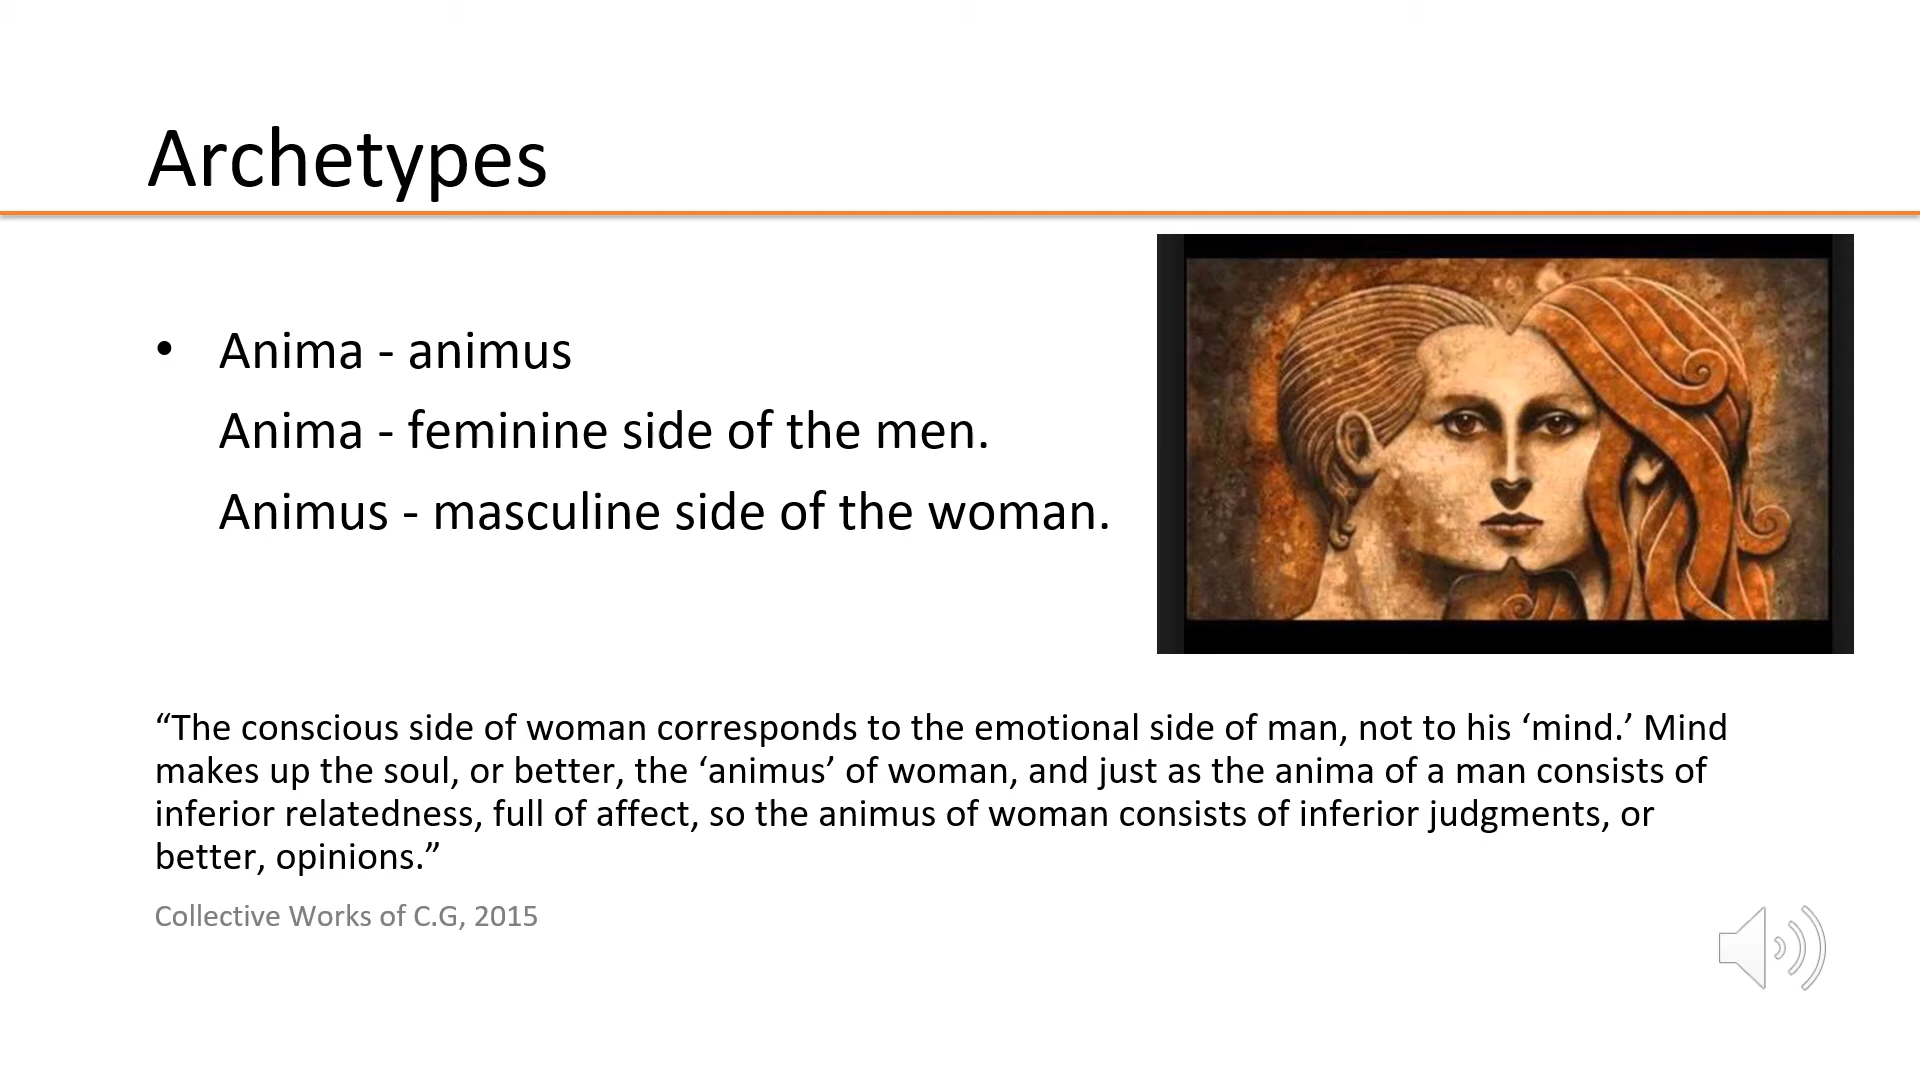 Archetypes
• Anima - animus
Anima - feminine side of the men.
Animus - masculine side of the woman.
“The conscious side of woman corresponds to the emotional side of man, not to his ‘mind.’ Mind
makes up the soul, or better, the ‘animus’ of woman, and just as the anima of a man consists of
inferior relatedness, full of affect, so the animus of woman consists of inferior judgments, or
better, opinions.”
Collective Works of C.G, 2015